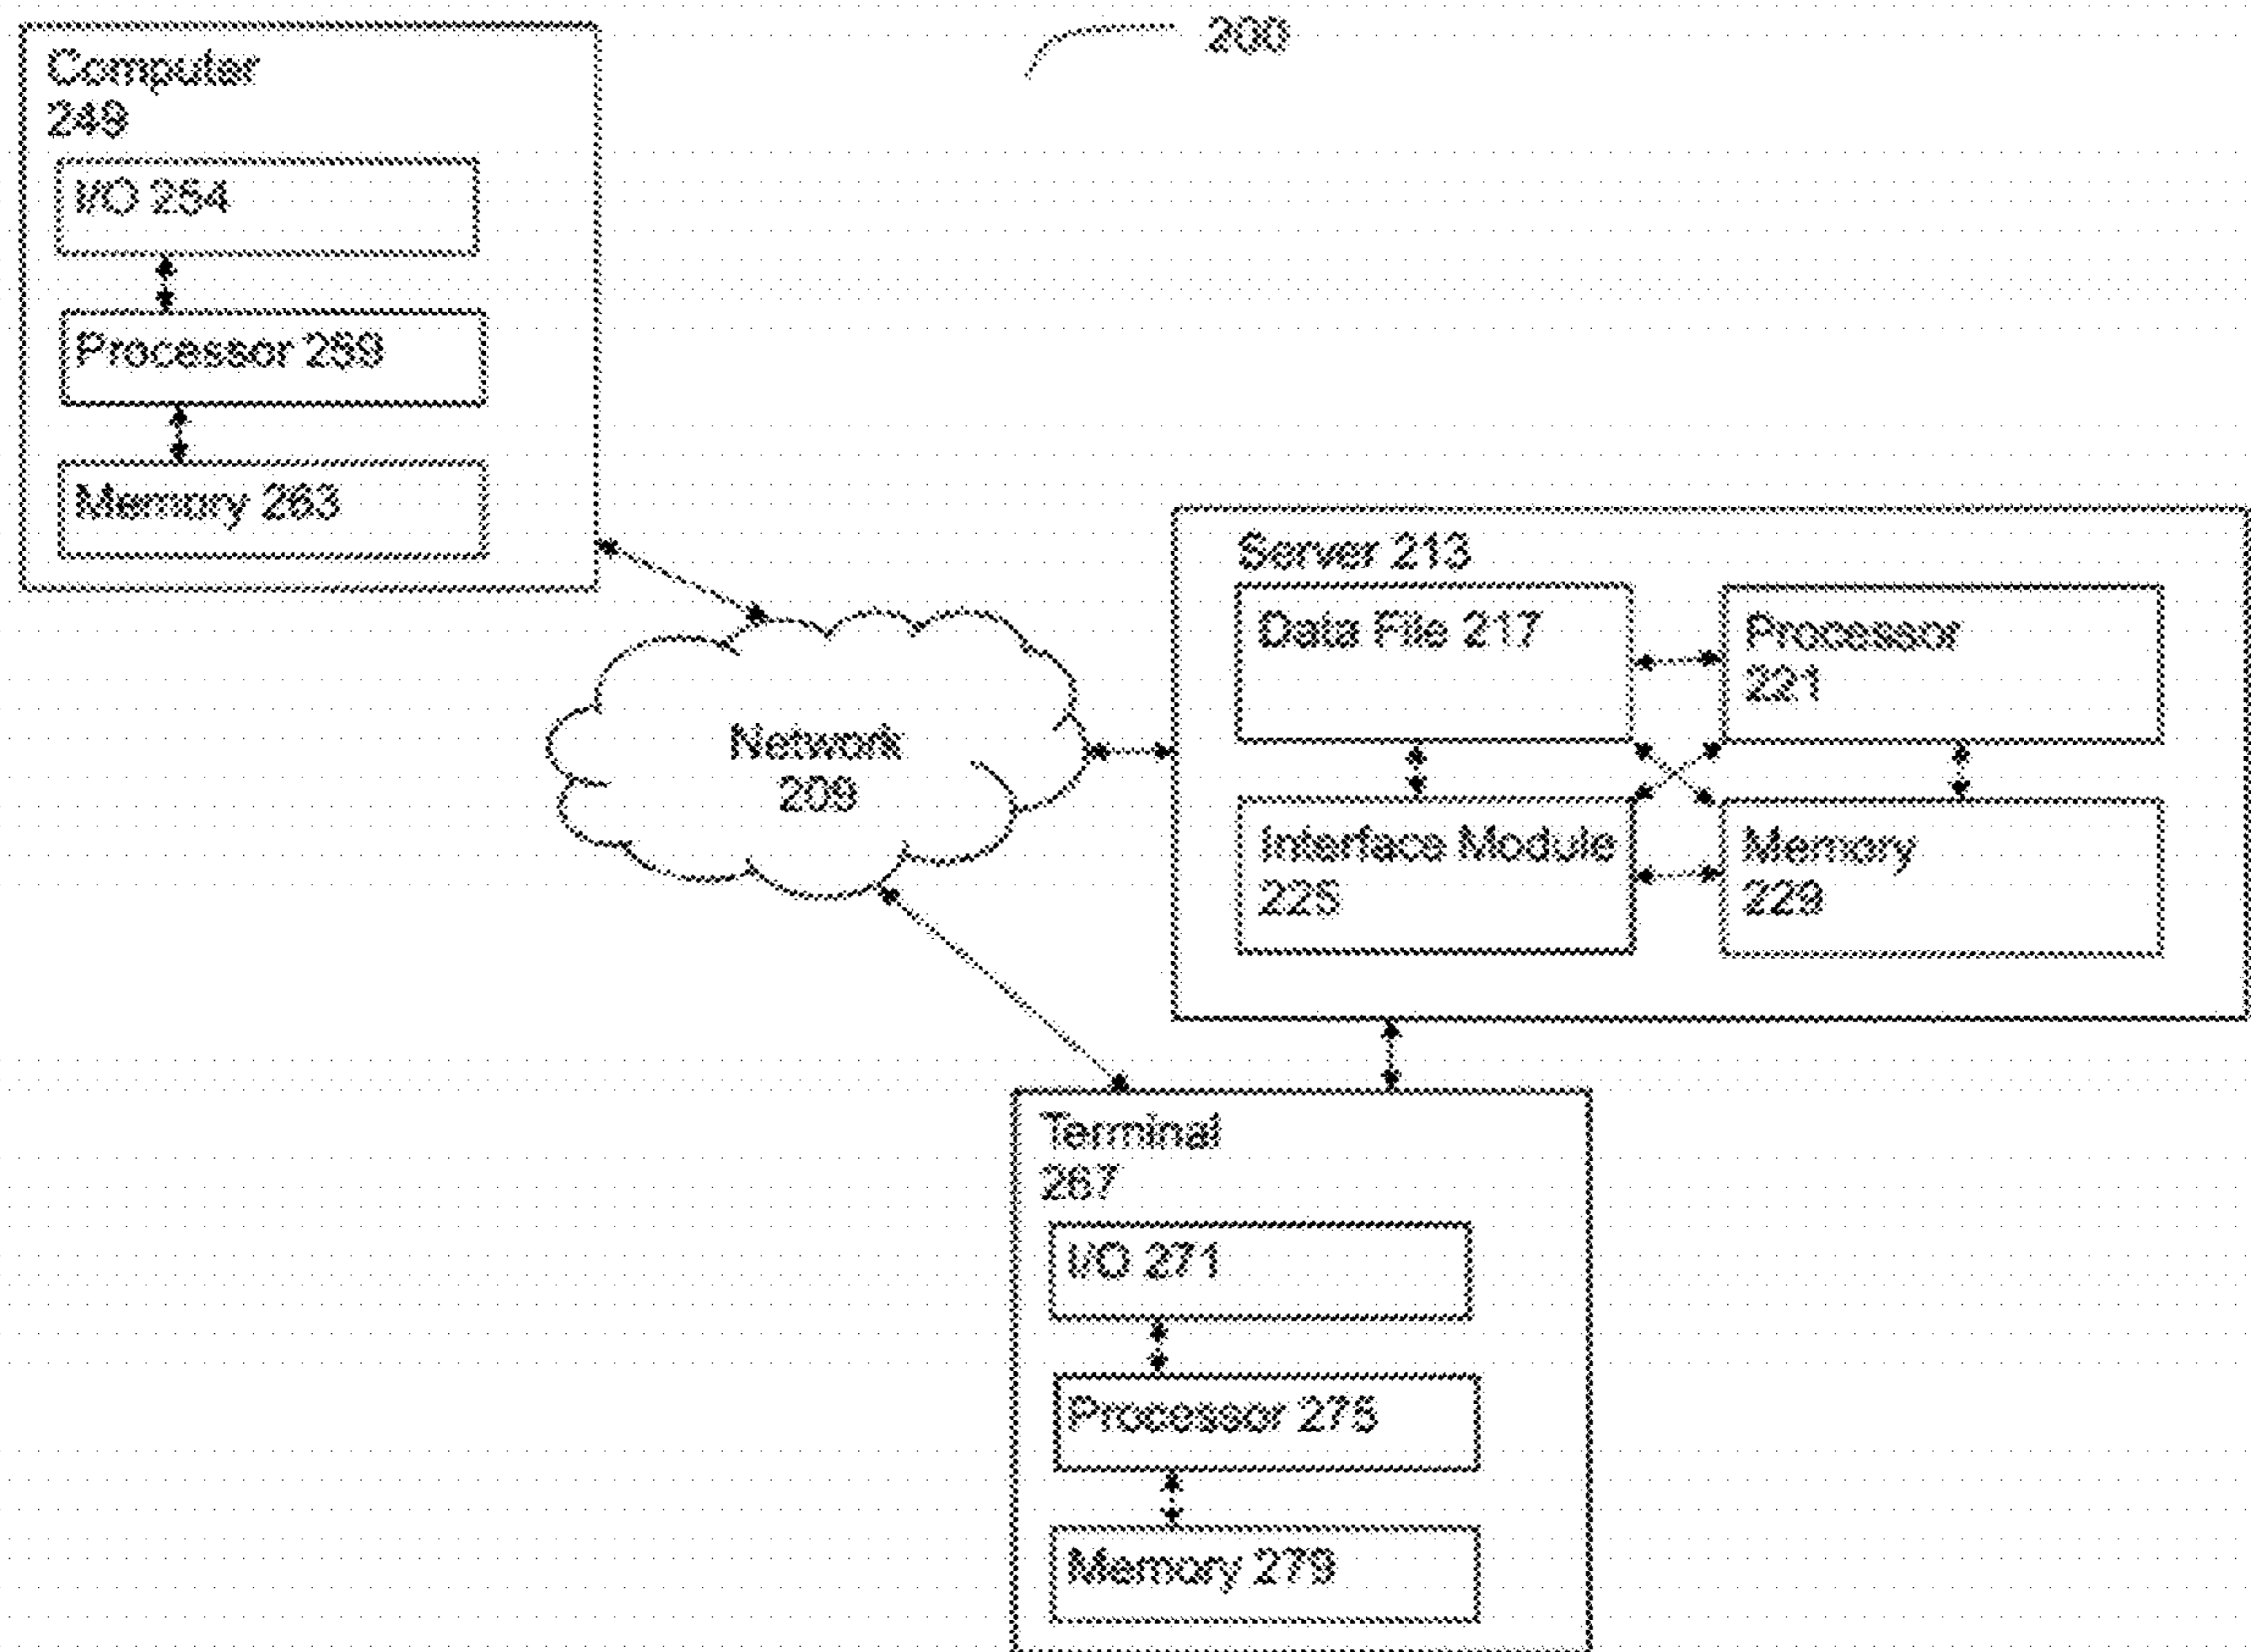 200
Computer
249
I/O 254
Processor 259
Memory 263
Network
209
Server 213
Data File 217
Processor
221
Interface Module
225
Memory
229
Terminal
267
I/O 271
Processor 275
Memory 279